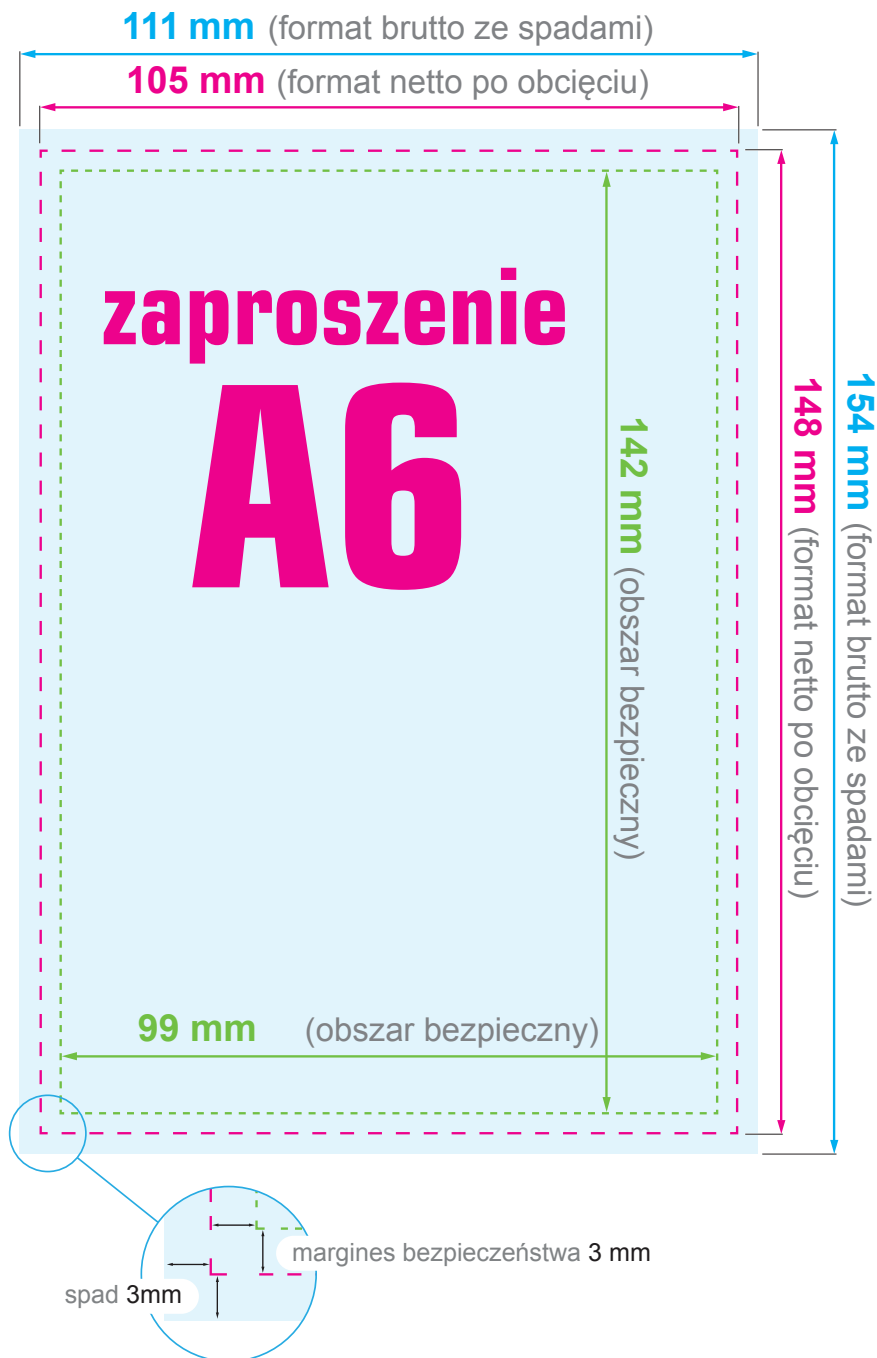 111 mm (format brutto ze spadami)
105 mm (format netto po obcięciu)
zaproszenie
A6
142 mm (obszar bezpieczny)
148 mm (format netto po obcięciu)
154 mm (format brutto ze spadami)
99 mm (obszar bezpieczny)
margines bezpieczeństwa 3 mm
spad 3mm